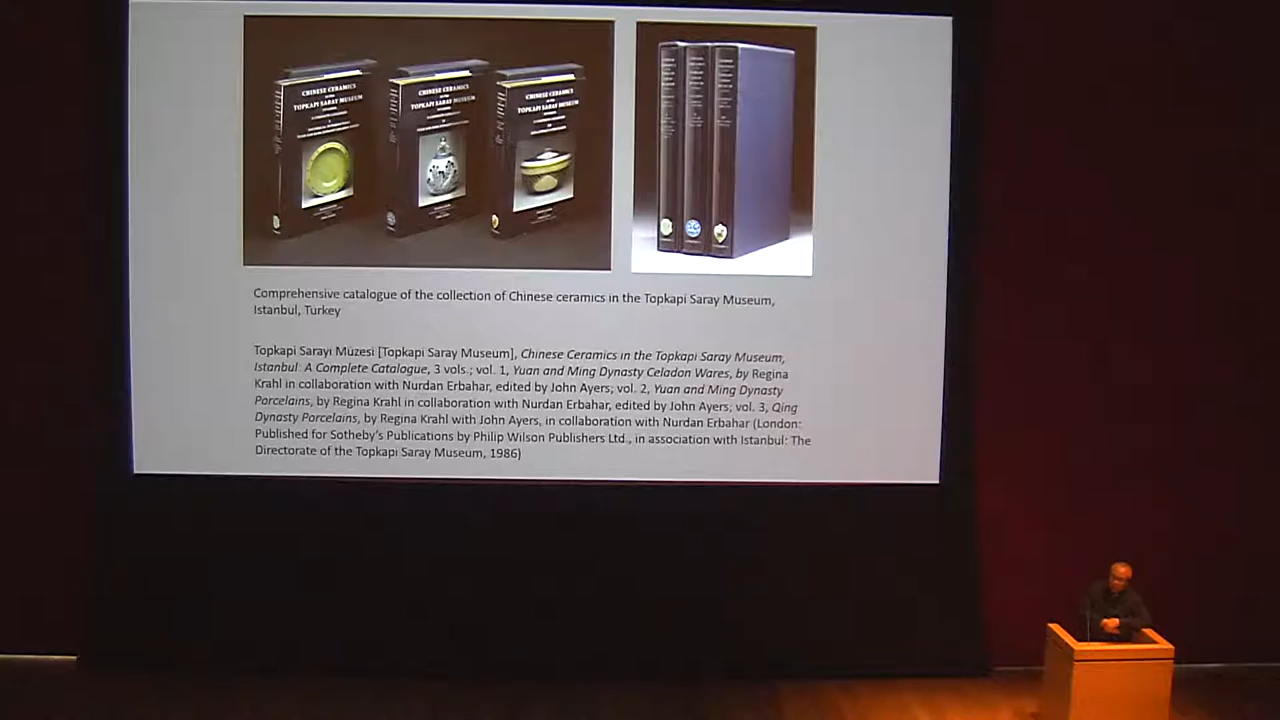 CHINESE CERAMICS
TOPKAPI SARAY MUSEUM
CHINESE CERAMICS
TOPKAPI SARAY MUSEUM
CHINESE CERAMICS
TOPKAPI SARAY MUSEUM
Comprehensive catalogue of the collection of Chinese ceramics in the Topkapi Saray Museum,
Istanbul, Turkey
Topkapi Sarayı Müzesi [Topkapi Saray Museum], Chinese Ceramics in the Topkapi Saray Museum,
Istanbul: A Complete Catalogue, 3 vols.; vol. 1, Yuan and Ming Dynasty Celadon Wares, by Regina
Krahl in collaboration with Nurdan Erbahar, edited by John Ayers; vol. 2, Yuan and Ming Dynasty
Porcelains, by Regina Krahl in collaboration with Nurdan Erbahar, edited by John Ayers; vol. 3, Qing
Dynasty Porcelains, by Regina Krahl with John Ayers, in collaboration with Nurdan Erbahar (London:
Published for Sotheby's Publications by Philip Wilson Publishers Ltd., in association with Istanbul: The
Directorate of the Topkapi Saray Museum, 1986)